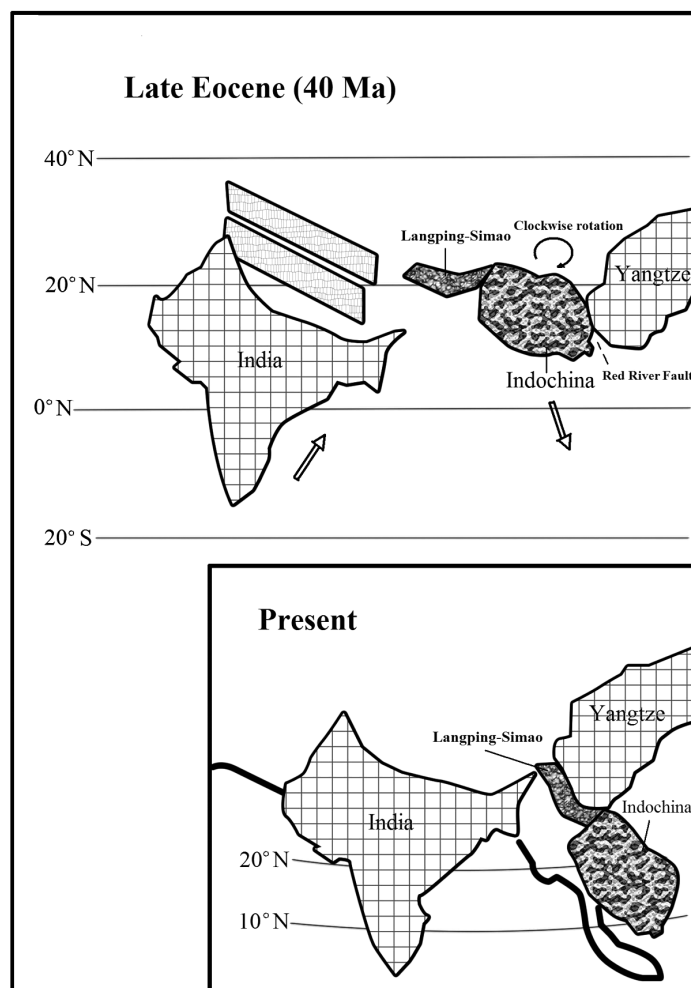 Late Eocene (40 Ma)
40°N
Clockwise rotation
Langping-Simao
Yangtze
20°N
India
Indochina
Red River Fault
0°N
20°S
Present
Yangtze
Langping-Simao
Indochina
India
20°N
10°N